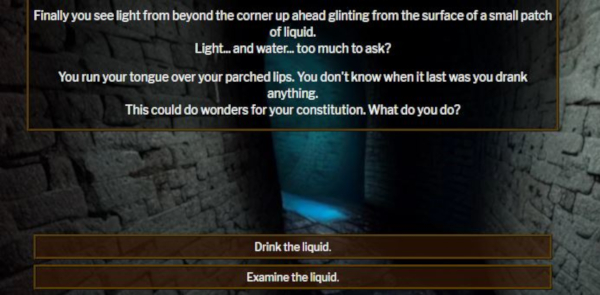 Finally you see light from beyond the corner up ahead glinting from the surface of a small patch
of liquid.
Light... and water... too much to ask?
You run your tongue over your parched lips. You don't know when it last was you drank
anything.
This could do wonders for your constitution. What do you do?
Drink the liquid.
Examine the liquid.